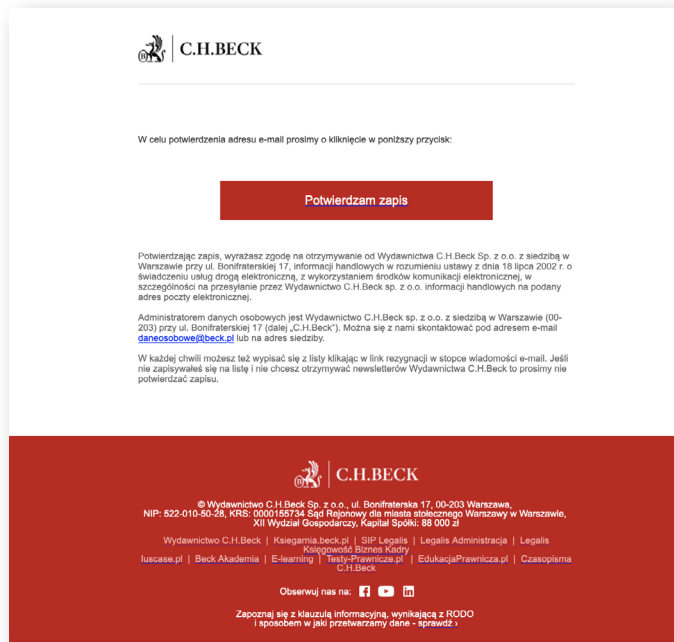 C.H.BECK
W celu potwierdzenia adresu e-mail prosimy o kliknięcie w poniższy przycisk:
Potwierdzam zapis
Potwierdzając zapis, wyrażasz zgodę na otrzymywanie od Wydawnictwa C.H.Beck Sp. z o.o. z siedzibą w
Warszawie przy ul. Bonifraterskiej 17, informacji handlowych w rozumieniu ustawy z dnia 18 lipca 2002 r. o
świadczeniu usług drogą elektroniczną, z wykorzystaniem środków komunikacji elektronicznej, w
szczególności na przesyłanie przez Wydawnictwo C.H.Beck sp. z o.o. informacji handlowych na podany
adres poczty elektronicznej.
Administratorem danych osobowych jest Wydawnictwo C.H.Beck sp. z o.o. z siedzibą w Warszawie (00-
203) przy ul. Bonifraterskiej 17 (dalej „C.H.Beck"). Można się z nami skontaktować pod adresem e-mail
daneosobowe@beck.pl lub na adres siedziby.
W każdej chwili możesz też wypisać się z listy klikając w link rezygnacji w stopce wiadomości e-mail. Jeśli
nie zapisywałeś się na listę i nie chcesz otrzymywać newsletterów Wydawnictwa C.H.Beck to prosimy nie
potwierdzać zapisu.
C.H.BECK
© Wydawnictwo C.H.Beck Sp. z o.o., ul. Bonifraterska 17, 00-203 Warszawa,
NIP: 522-010-50-28, KRS: 0000155734 Sąd Rejonowy dla miasta stołecznego Warszawy w Warszawie,
XII Wydział Gospodarczy, Kapitał Spółki: 88 000 zł
Wydawnictwo C.H.Beck | Ksiegarnia.beck.pl | SIP Legalis | Legalis Administracja | Legalis
Księgowość Biznes Kadry
Iuscase.pl | Beck Akademia | E-learning | Testy-Prawnicze.pl | EdukacjaPrawnicza.pl | Czasopisma
C.H.Beck
Obserwuj nas na:
Zapoznaj się z klauzulą informacyjną, wynikającą z RODO
i sposobem w jaki przetwarzamy dane - sprawdź ›